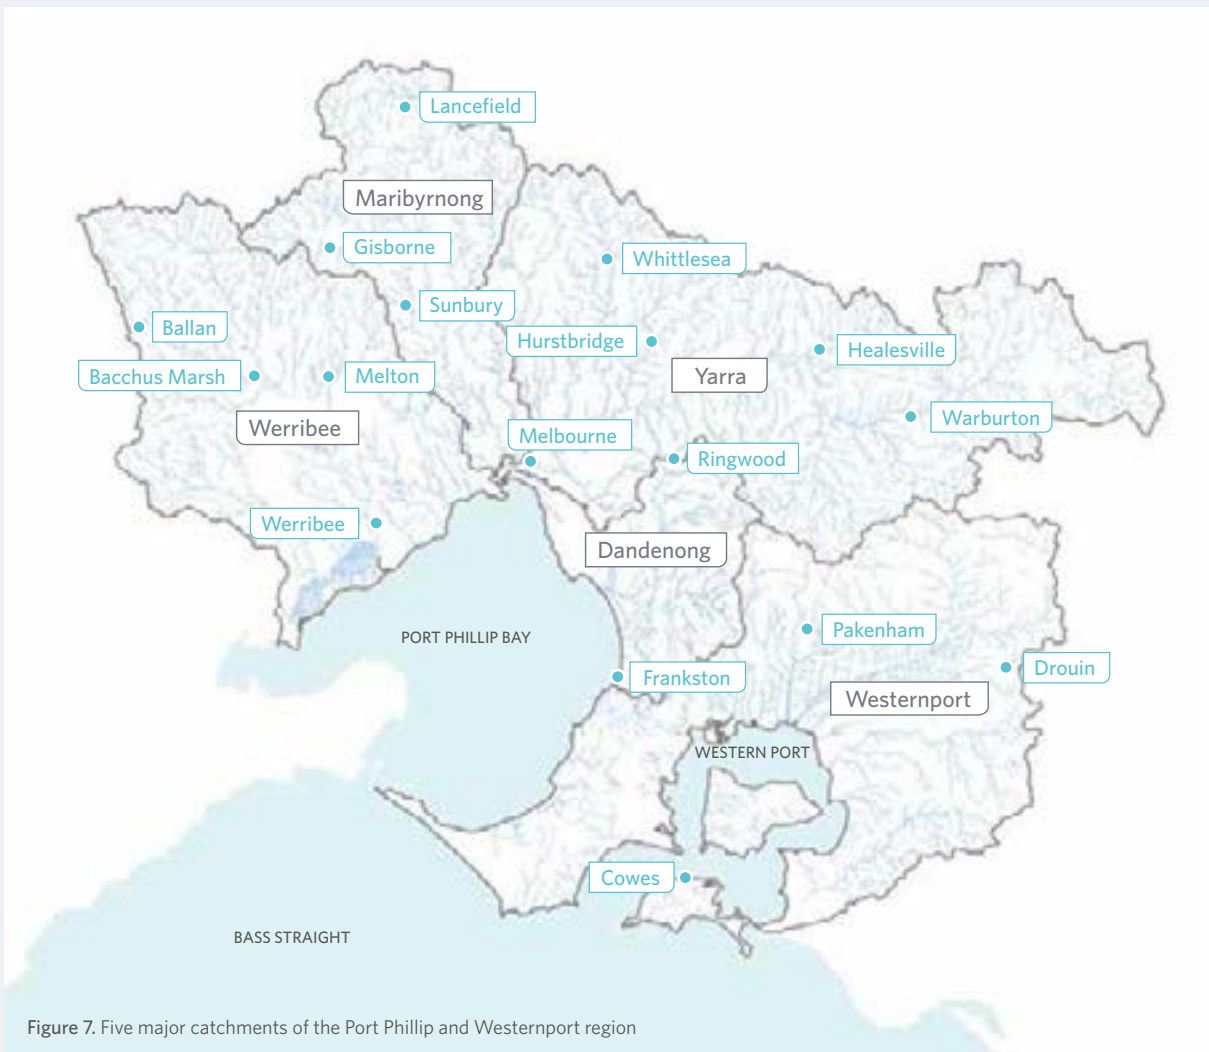 Lancefield
Maribyrnong
Gisborne
Whittlesea
Sunbury
Ballan
Hurstbridge
Healesville
Bacchus Marsh
Melton
Yarra
Warburton
Werribee
Melbourne
Ringwood
Werribee
Dandenong
PORT PHILLIP BAY
Pakenham
Drouin
Frankston
Westernport
WESTERN PORT
Cowes
BASS STRAIGHT
Figure 7. Five major catchments of the Port Phillip and Westernport region